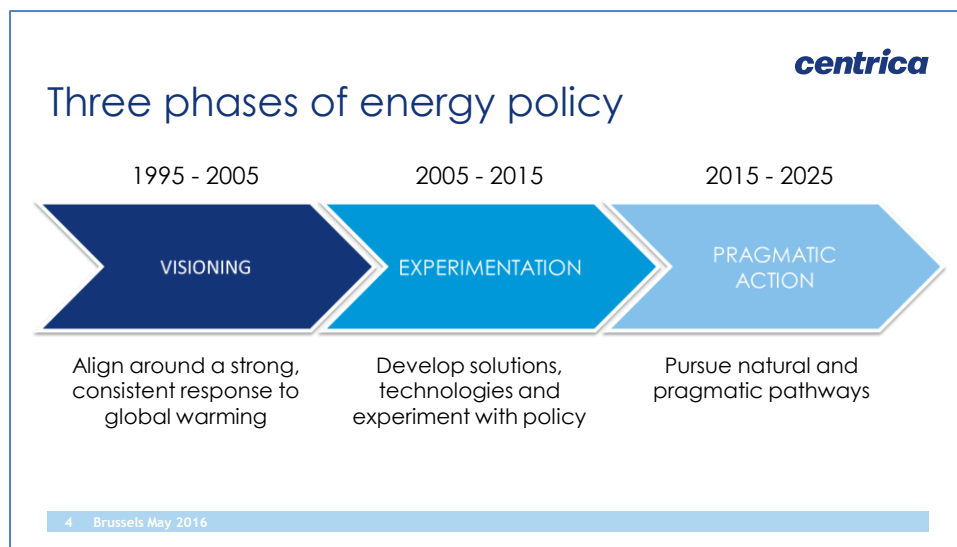 centrica
Three phases of energy policy
1995 - 2005
2005 - 2015
2015 - 2025
VISIONING
EXPERIMENTATION
PRAGMATIC
ACTION
Align around a strong,
consistent response to
global warming
Develop solutions,
technologies and
experiment with policy
Pursue natural and
pragmatic pathways
4 Brussels May 2016